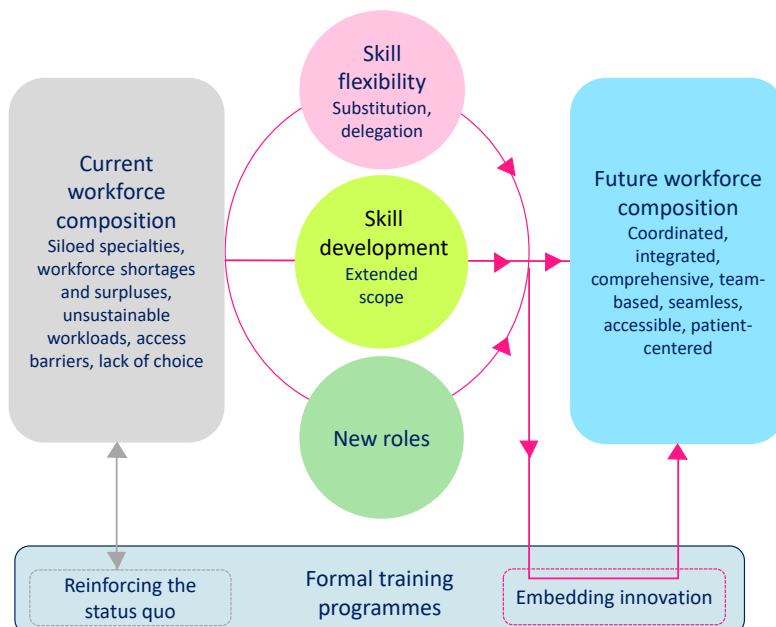 Skill
flexibility
Substitution,
delegation
Current
workforce
composition
Siloed specialties,
workforce shortages
and surpluses,
unsustainable
workloads, access
barriers, lack of choice
Skill
development
Extended
scope
New roles
Future workforce
composition
Coordinated,
integrated,
comprehensive, team-
based, seamless,
accessible, patient-
centered
Reinforcing the
status quo
Formal training
programmes
Embedding innovation